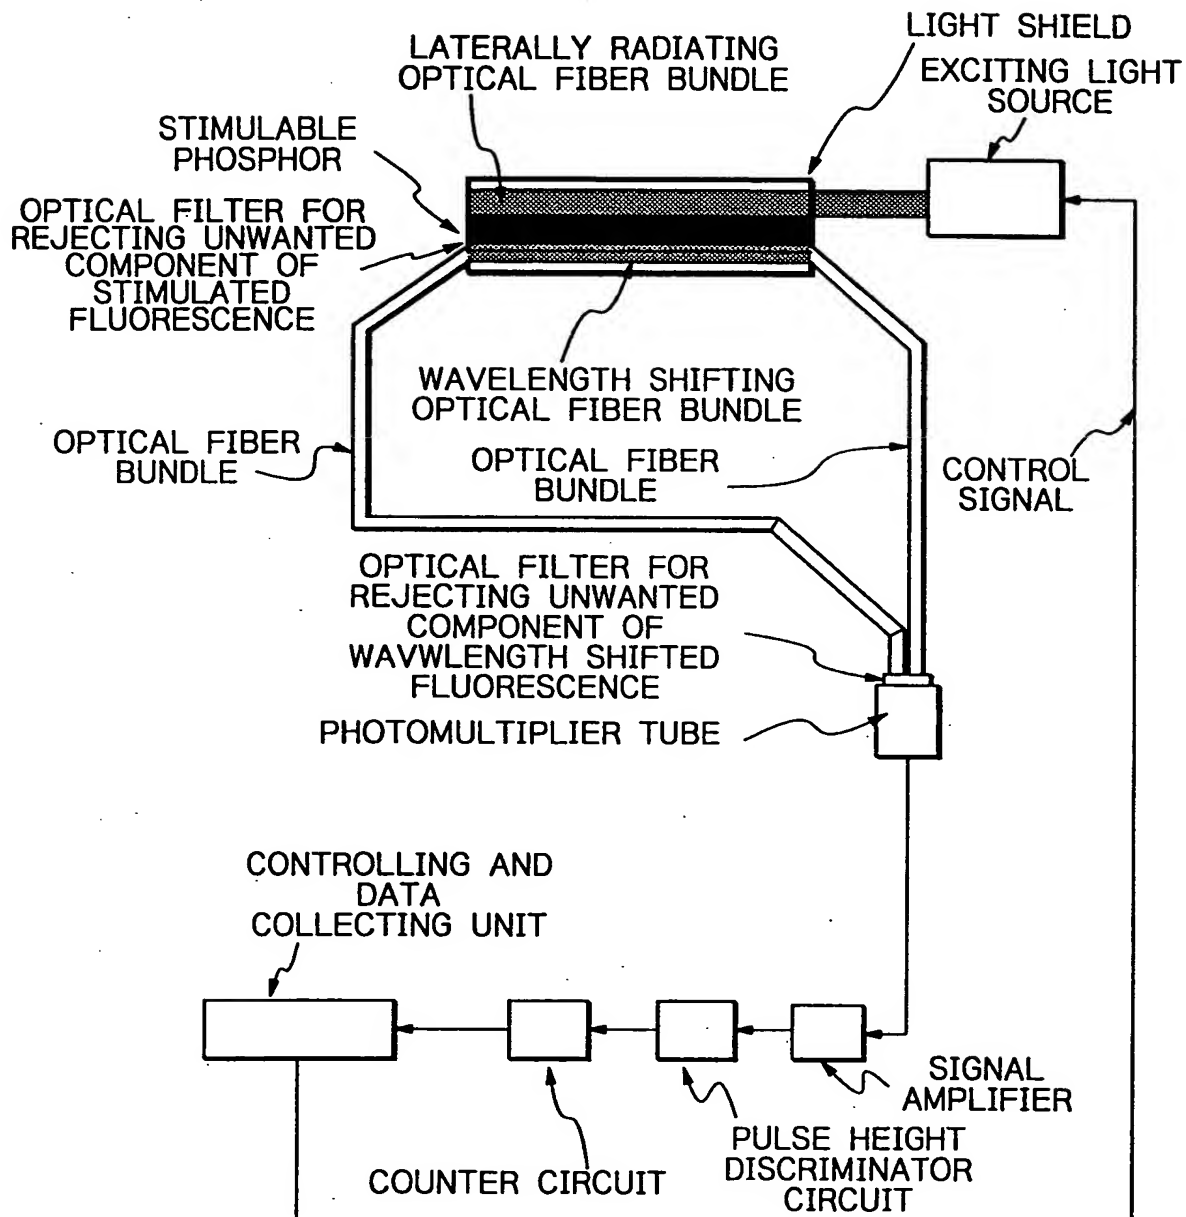 LIGHT SHIELD
LATERALLY RADIATING
OPTICAL FIBER BUNDLE
EXCITING LIGHT
SOURCE
STIMULABLE
PHOSPHOR
OPTICAL FILTER FOR
REJECTING UNWANTED
COMPONENT OF
STIMULATED
FLUORESCENCE
WAVELENGTH SHIFTING
OPTICAL FIBER BUNDLE
OPTICAL FIBER
BUNDLE
OPTICAL FIBER
BUNDLE
CONTROL
SIGNAL
OPTICAL FILTER FOR
REJECTING UNWANTED
COMPONENT OF
WAVWLENGTH SHIFTED
FLUORESCENCE
PHOTOMULTIPLIER TUBE
CONTROLLING AND
DATA
COLLECTING UNIT
SIGNAL
AMPLIFIER
PULSE HEIGHT
DISCRIMINATOR
CIRCUIT
COUNTER CIRCUIT